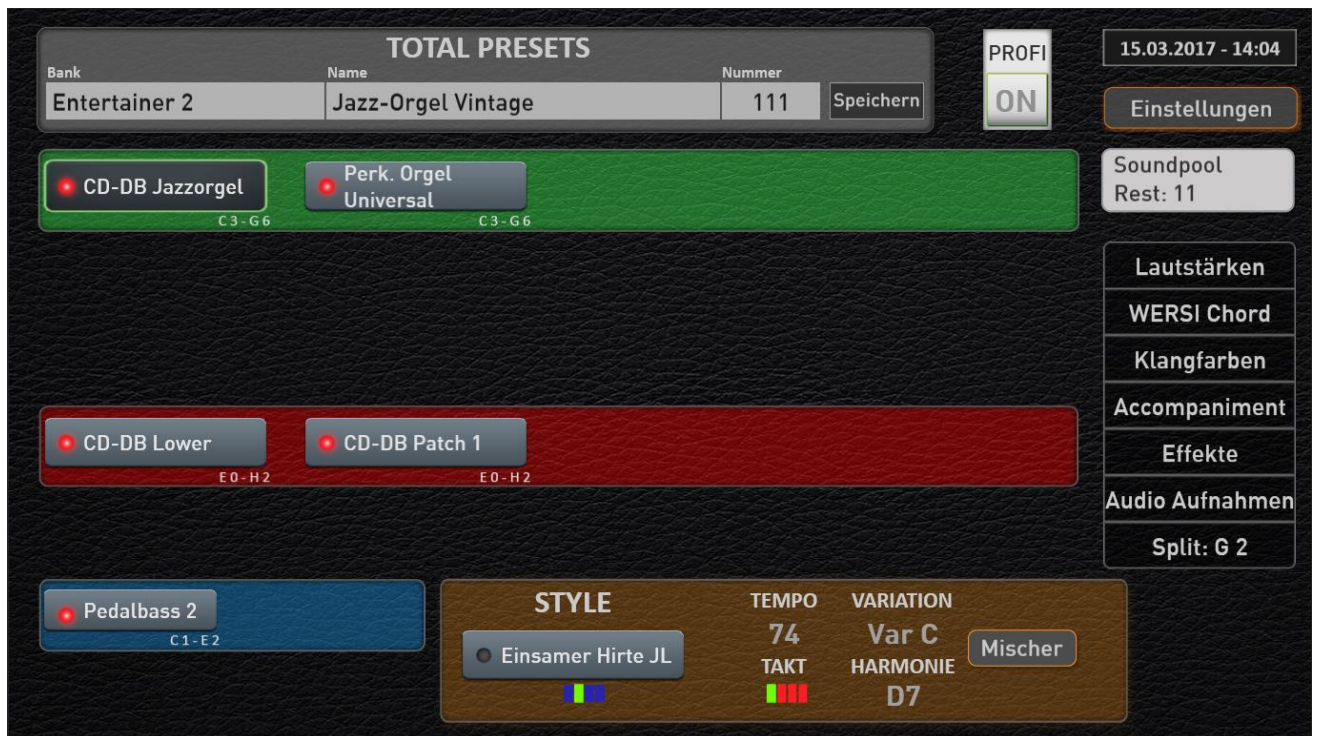 TOTAL PRESETS
Bank Name Nummer
Entertainer 2 Jazz-Orgel Vintage 111 Speichern
PROFI
ON
15.03.2017 - 14:04
Einstellungen
Soundpool
Rest: 11
CD-DB Jazzorgel
C3-G6
Perk. Orgel
Universal
C3-G6
Lautstärken
WERSI Chord
Klangfarben
Accompaniment
Effekte
Audio Aufnahmen
Split: G 2
CD-DB Lower
E0-H2
CD-DB Patch 1
E0-H2
Pedalbass 2
C1-E2
STYLE
Einsamer Hirte JL
TEMPO
74
TAKT
VARIATION
Var C
HARMONIE
D7
Mischer